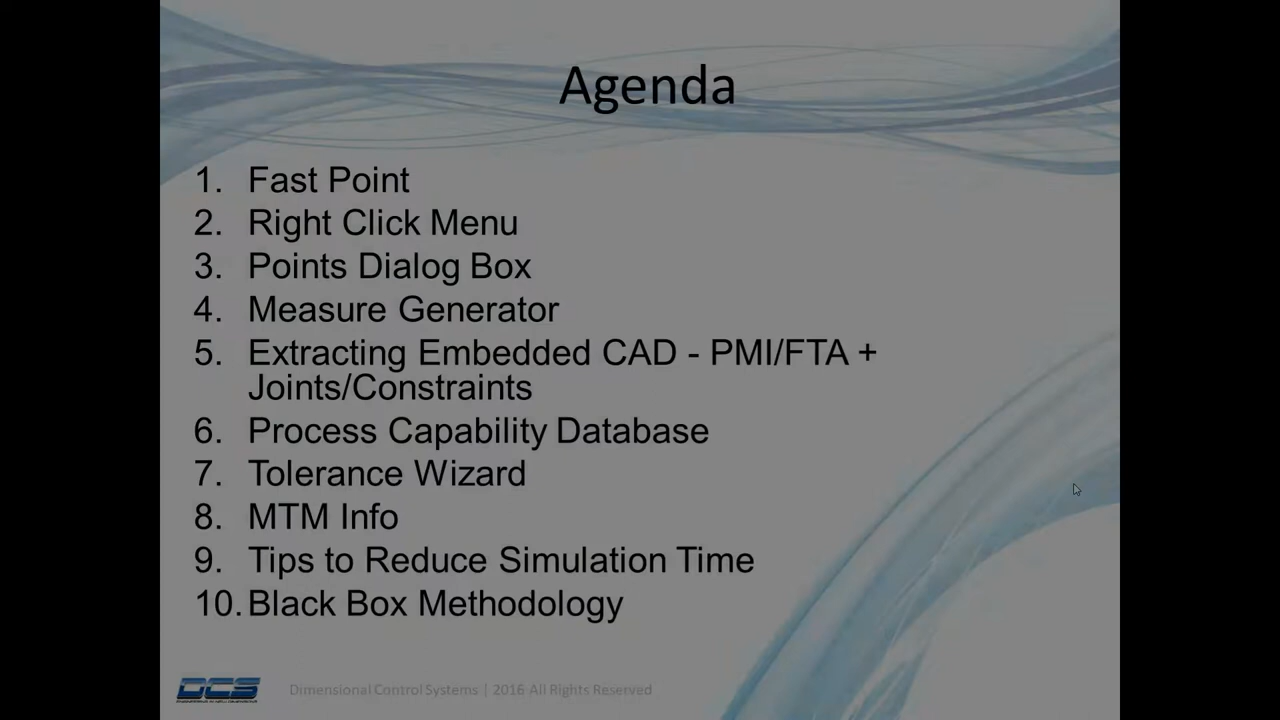 Agenda
1. Fast Point
2. Right Click Menu
3. Points Dialog Box
4. Measure Generator
5. Extracting Embedded CAD - PMI/FTA +
Joints/Constraints
6. Process Capability Database
7. Tolerance Wizard
8. MTM Info
9. Tips to Reduce Simulation Time
10. Black Box Methodology
DCS
Dimensional Control Systems | 2016 All Rights Reserved